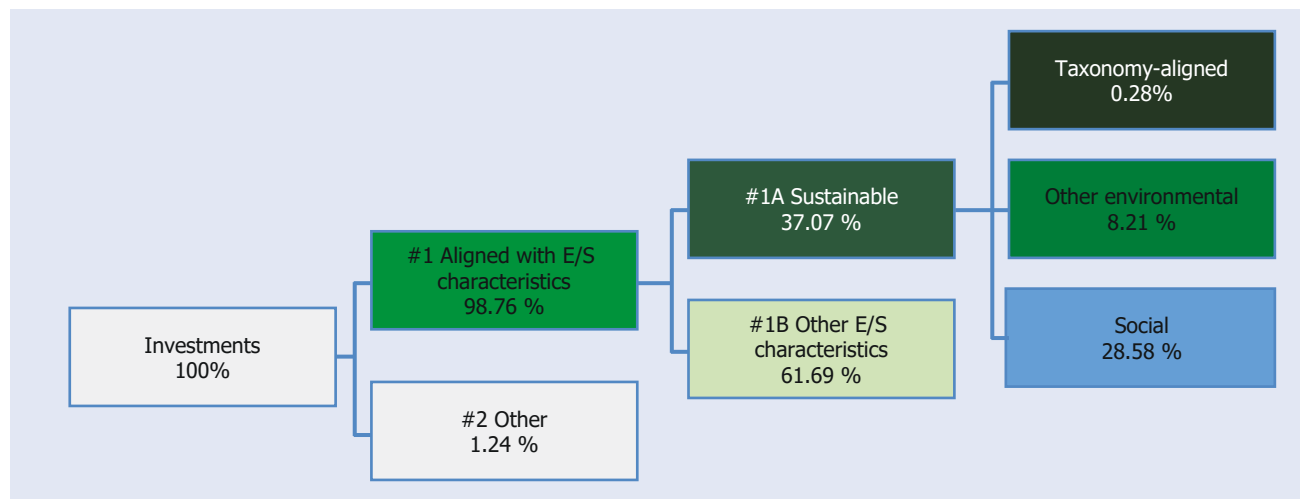 Investments
100%
#1 Aligned with E/S
characteristics
98.76 %
#2 Other
1.24 %
#1A Sustainable
37.07 %
#1B Other E/S
characteristics
61.69 %
Taxonomy-aligned
0.28%
Other environmental
8.21 %
Social
28.58 %